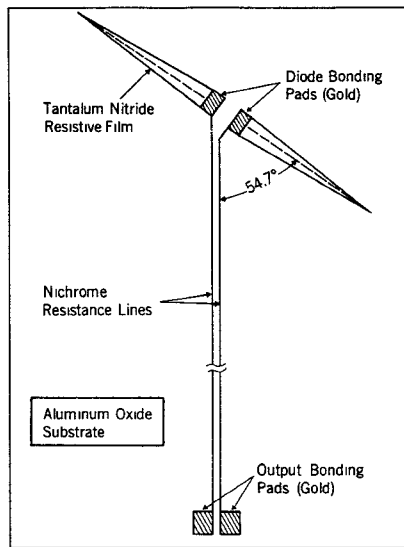 Diode Bonding
Pads (Gold)
Tantalum Nitride
Resistive Film
54.7°
Nichrome
Resistance Lines
Aluminum Oxide
Substrate
Output Bonding
Pads (Gold)